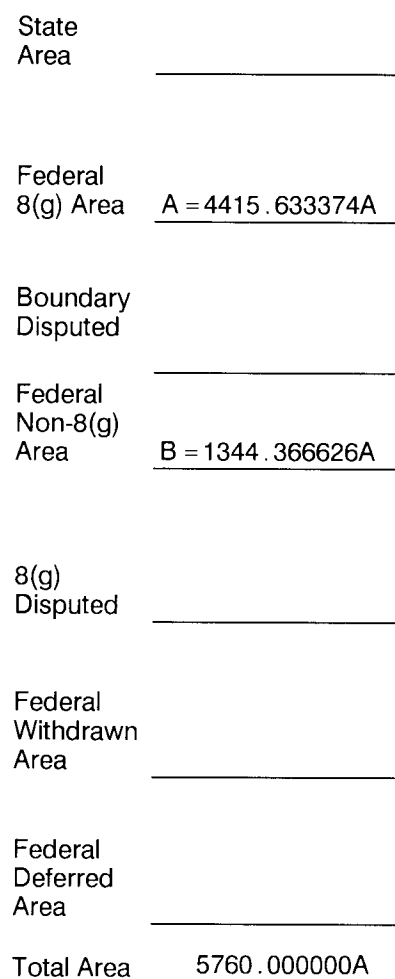 State
Area
Federal
8(g) Area A = 4415.633374A
Boundary
Disputed
Federal
Non-8(g)
Area B = 1344.366626A
8(g)
Disputed
Federal
Withdrawn
Area
Federal
Deferred
Area
Total Area 5760.000000A